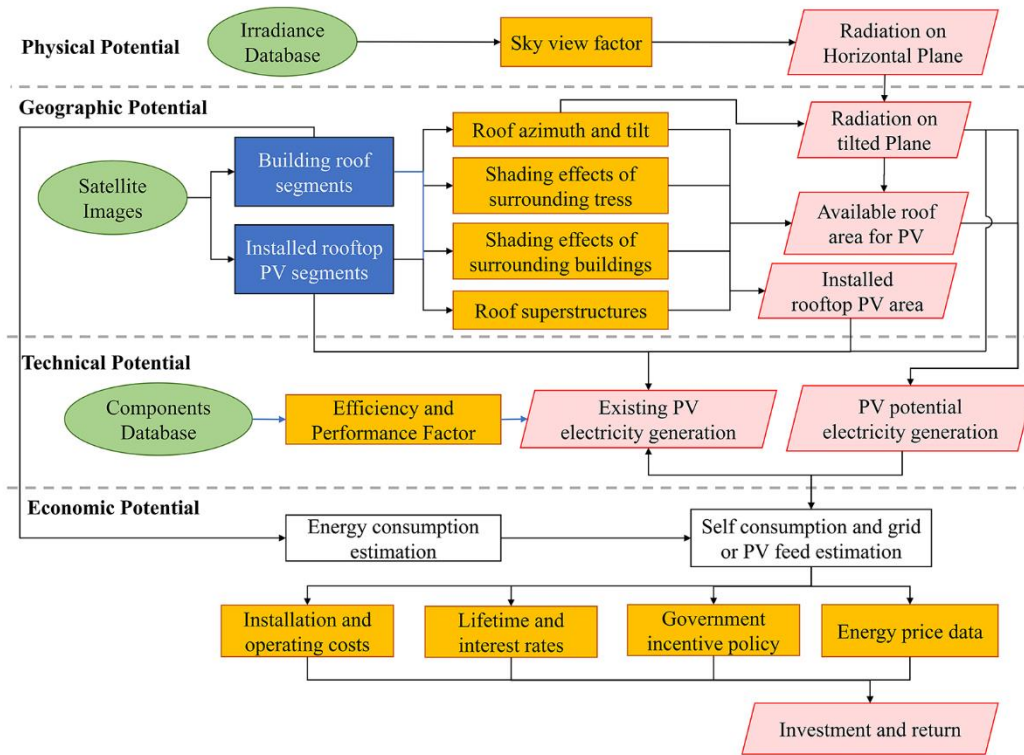 Physical Potential
Irradiance
Database
Sky view factor
Radiation on
Horizontal Plane
Geographic Potential
Building roof
segments
Roof azimuth and tilt
Radiation on
tilted Plane
Satellite
Images
Shading effects of
surrounding tress
Available roof
area for PV
Installed rooftop
PV segments
Shading effects of
surrounding buildings
Installed
rooftop PV area
Roof superstructures
Technical Potential
Components
Database
Efficiency and
Performance Factor
Existing PV
electricity generation
PV potential
electricity generation
Economic Potential
Energy consumption
estimation
Self consumption and grid
or PV feed estimation
Installation and
operating costs
Lifetime and
interest rates
Government
incentive policy
Energy price data
Investment and return